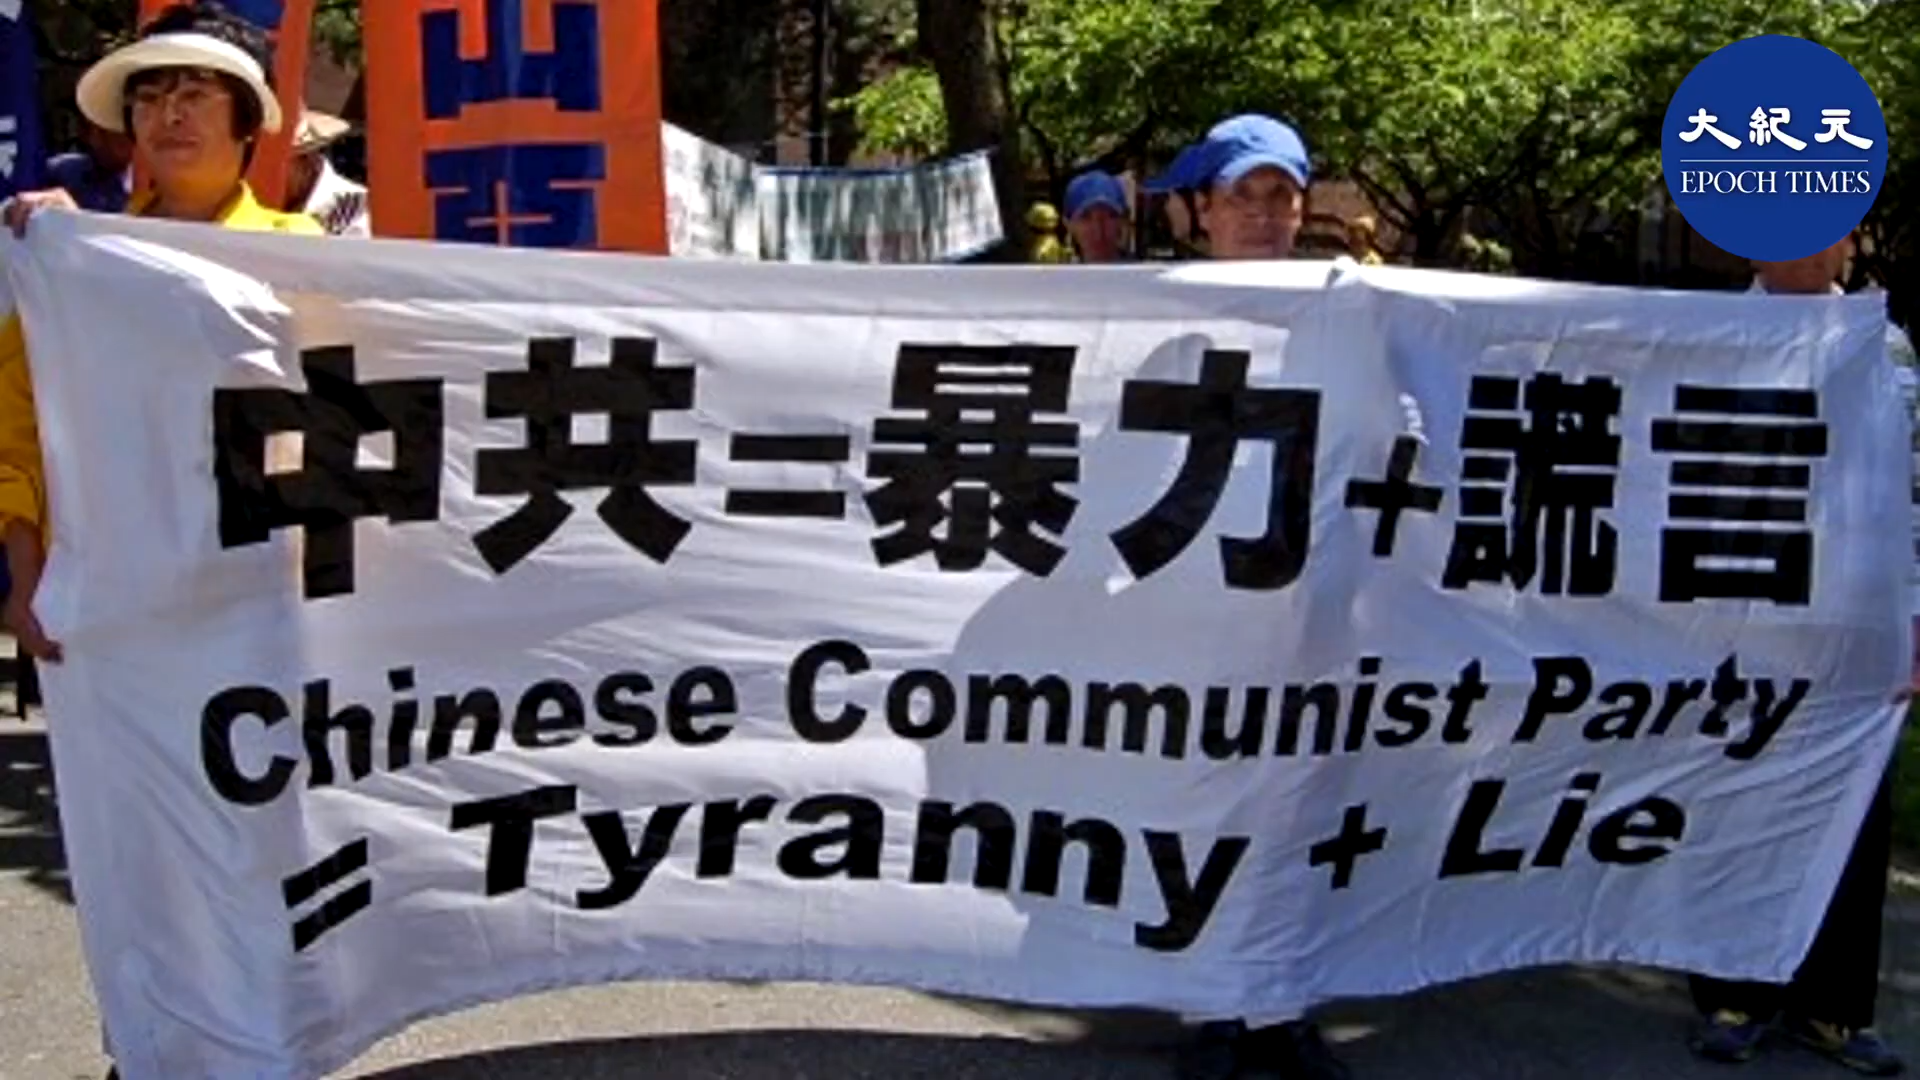 大紀元
EPOCH TIMES
中共=暴力+謊言
Chinese Communist Party
= Tyranny + Lie